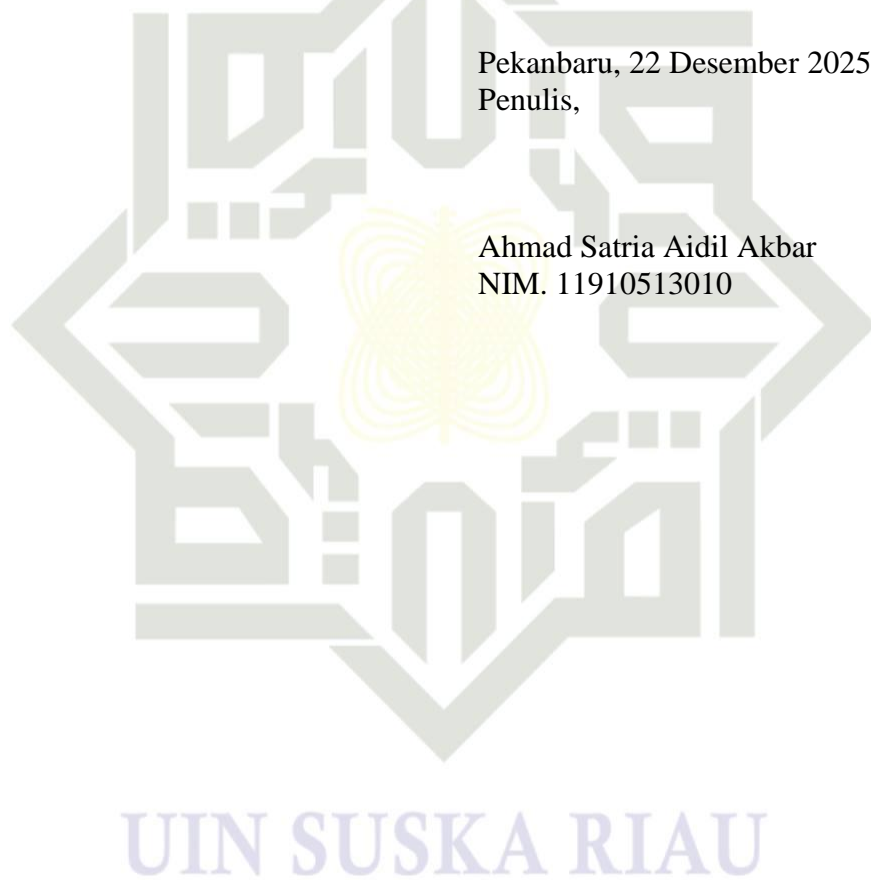 Pekanbaru, 22 Desember 2025
Penulis,
Ahmad Satria Aidil Akbar
NIM. 11910513010
UIN SUSKA RIAU